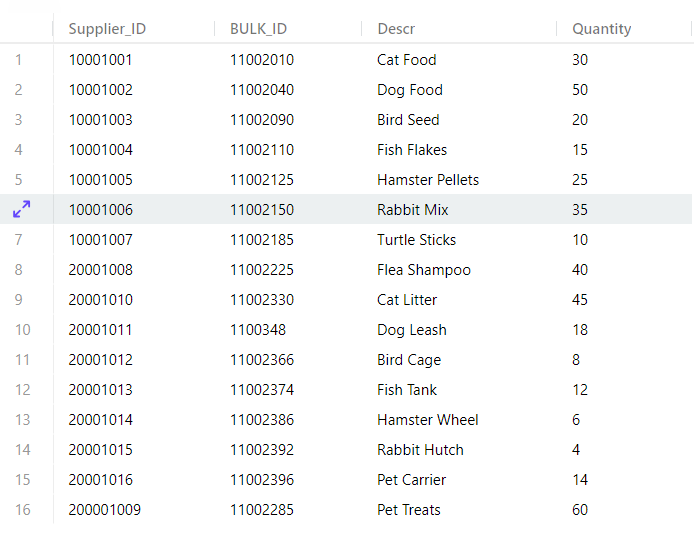 Supplier_ID BULK_ID Descr Quantity
1 10001001 11002010 Cat Food 30
2 10001002 11002040 Dog Food 50
3 10001003 11002090 Bird Seed 20
4 10001004 11002110 Fish Flakes 15
5 10001005 11002125 Hamster Pellets 25
10001006 11002150 Rabbit Mix 35
7 10001007 11002185 Turtle Sticks 10
8 20001008 11002225 Flea Shampoo 40
9 20001010 11002330 Cat Litter 45
10 20001011 1100348 Dog Leash 18
11 20001012 11002366 Bird Cage 8
12 20001013 11002374 Fish Tank 12
13 20001014 11002386 Hamster Wheel 6
14 20001015 11002392 Rabbit Hutch 4
15 20001016 11002396 Pet Carrier 14
16 200001009 11002285 Pet Treats 60